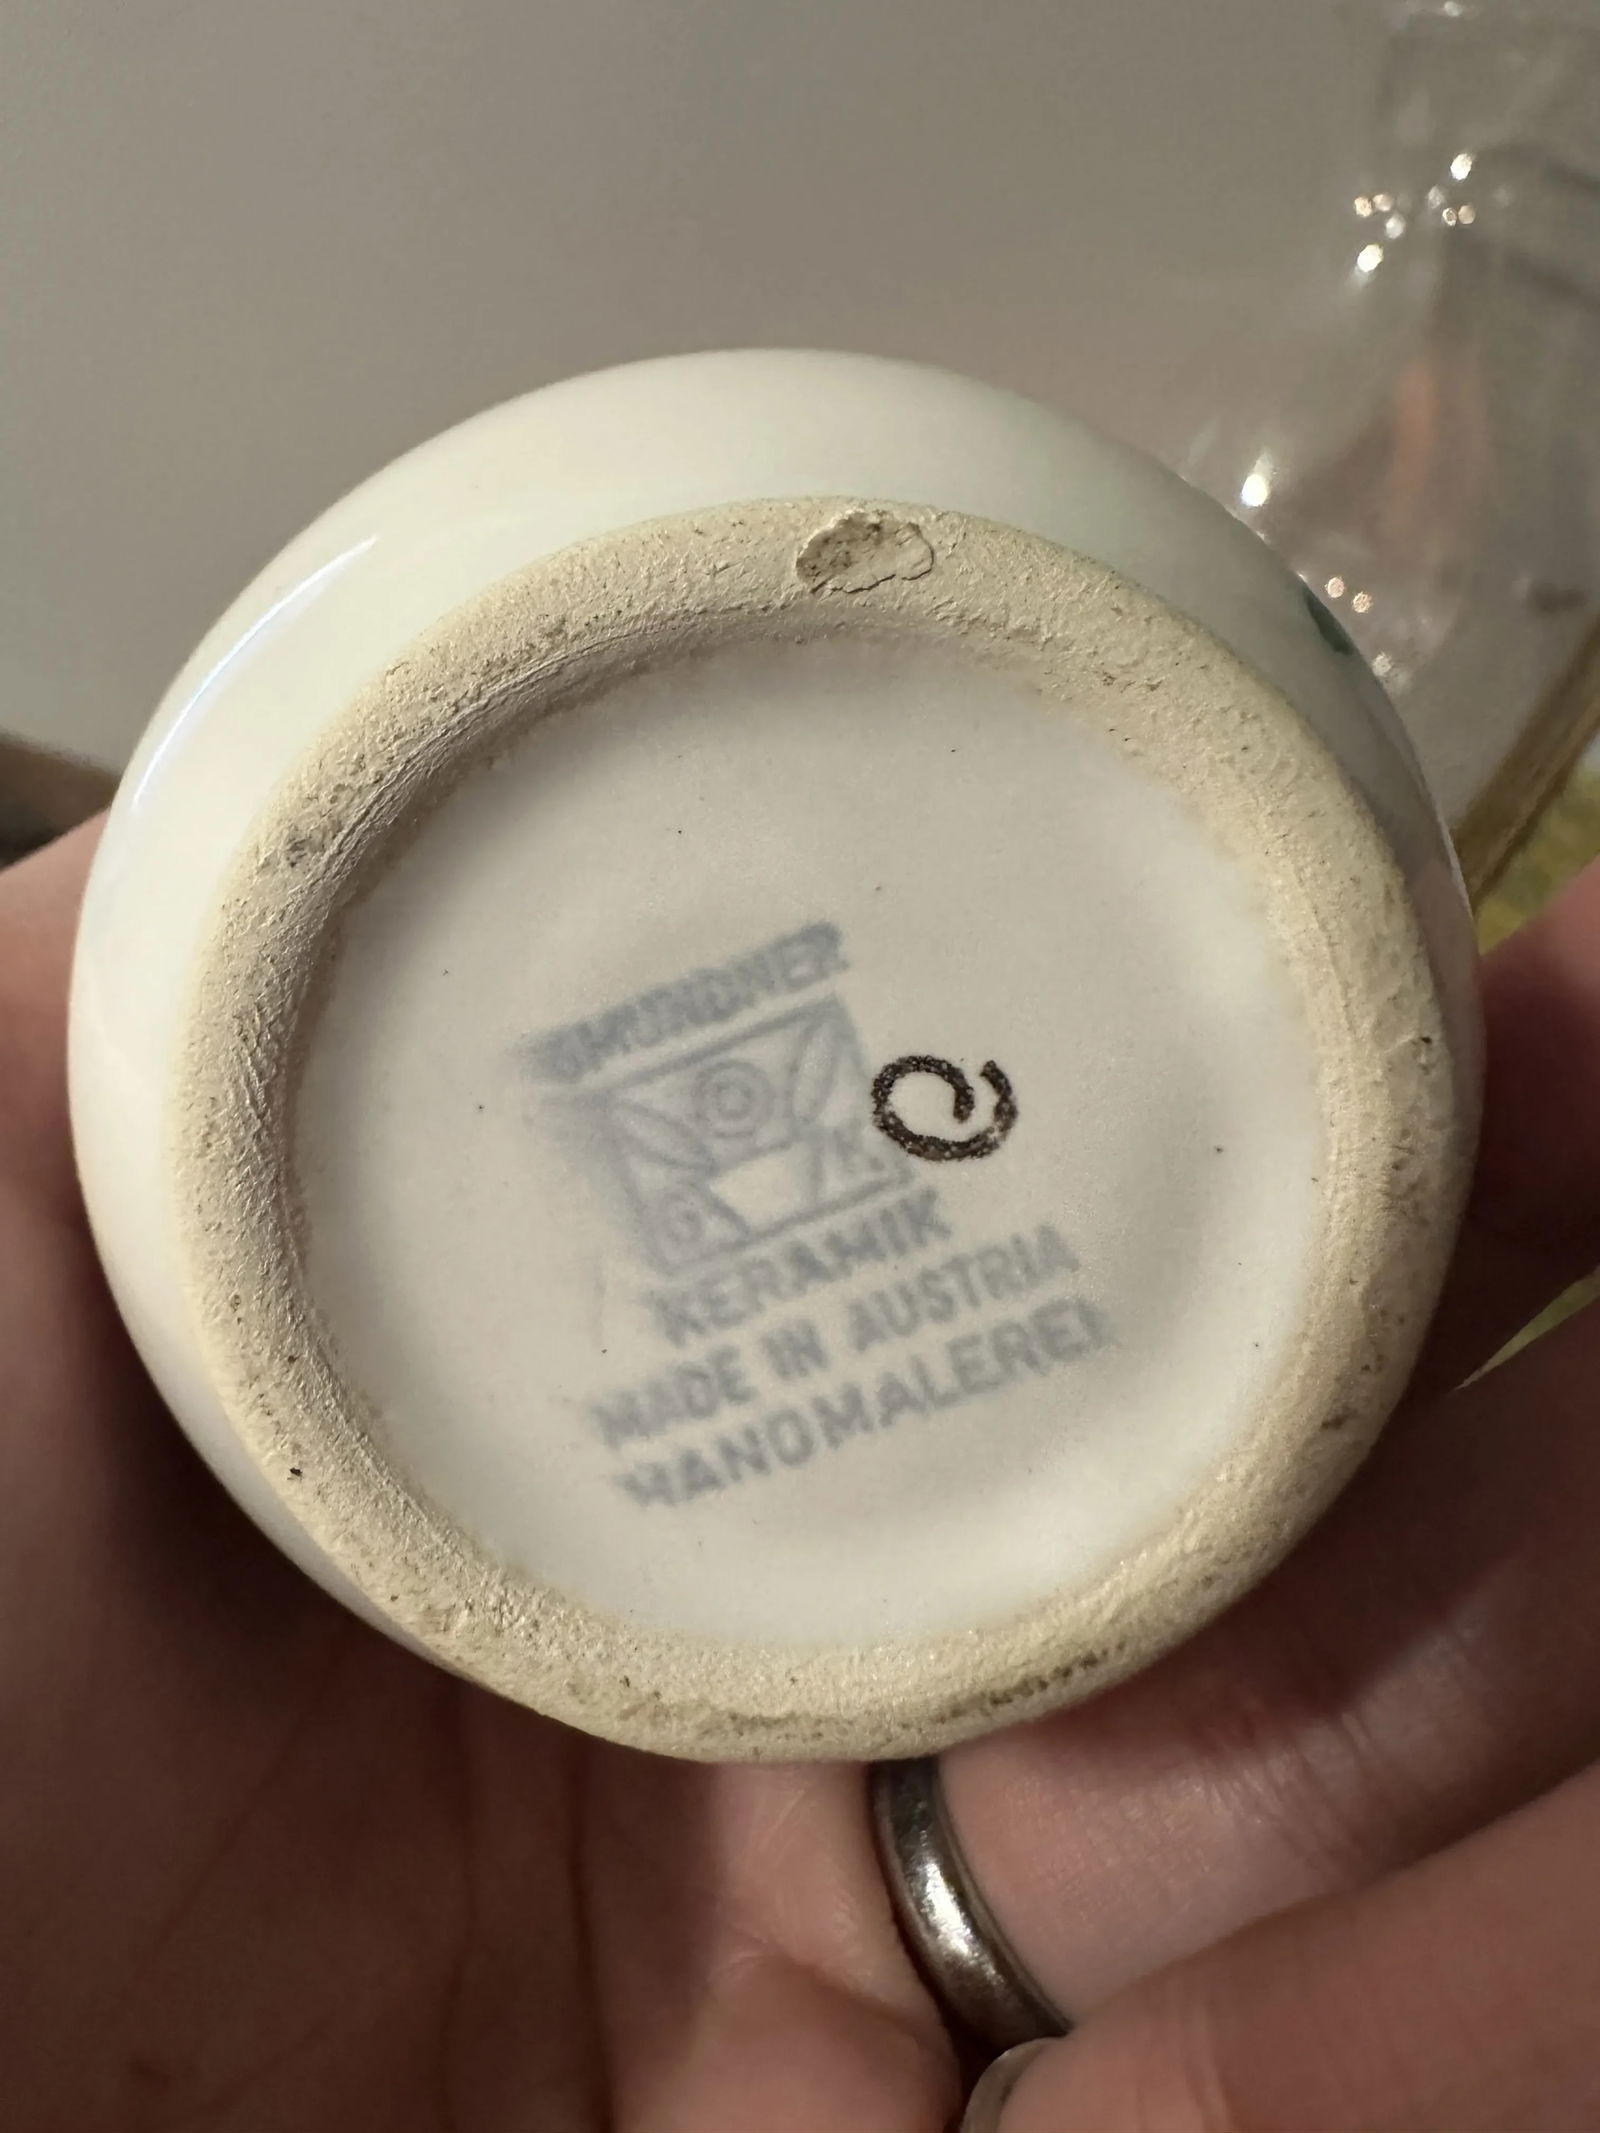 GMUNDNER
G K
KERAMIK
MADE IN AUSTRIA
HANDMALEREI